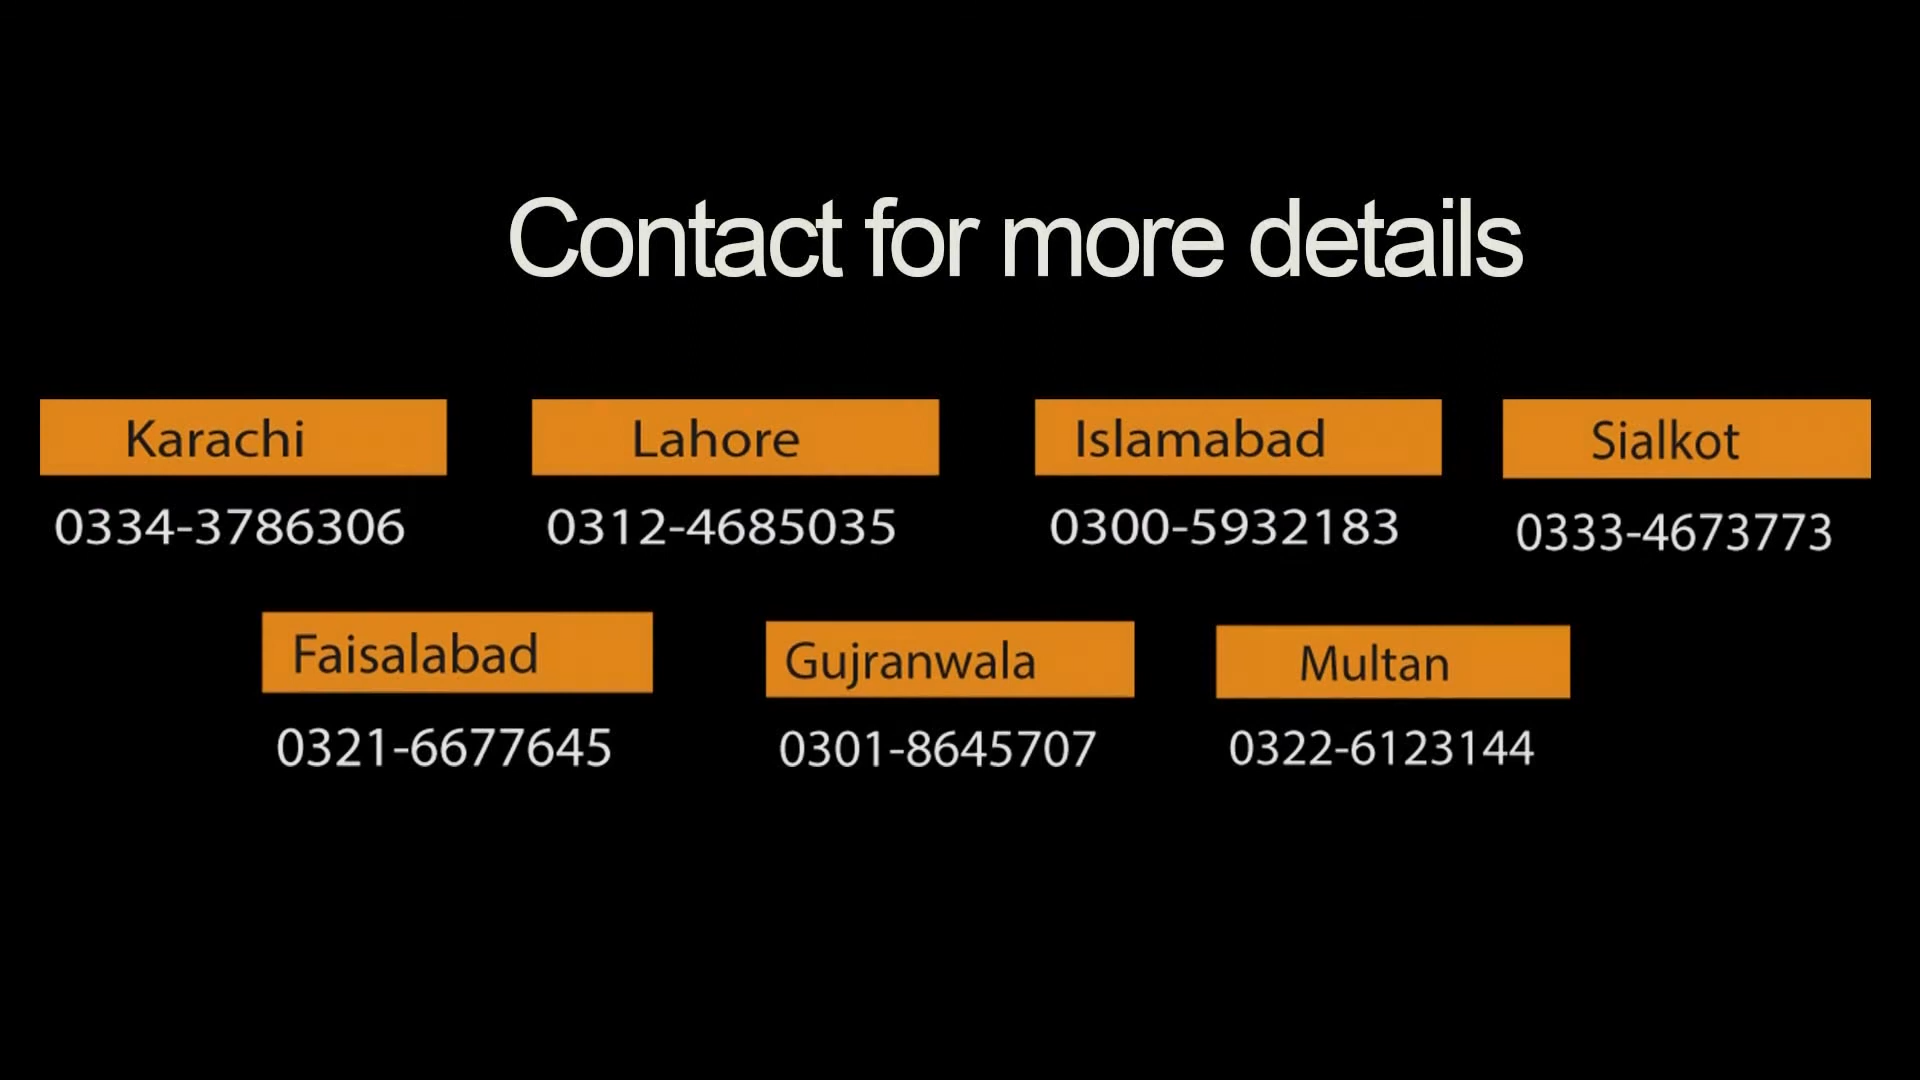 Contact for more details
Karachi Lahore Islamabad Sialkot
0334-3786306 0312-4685035 0300-5932183 0333-4673773
Faisalabad Gujranwala Multan
0321-6677645 0301-8645707 0322-6123144